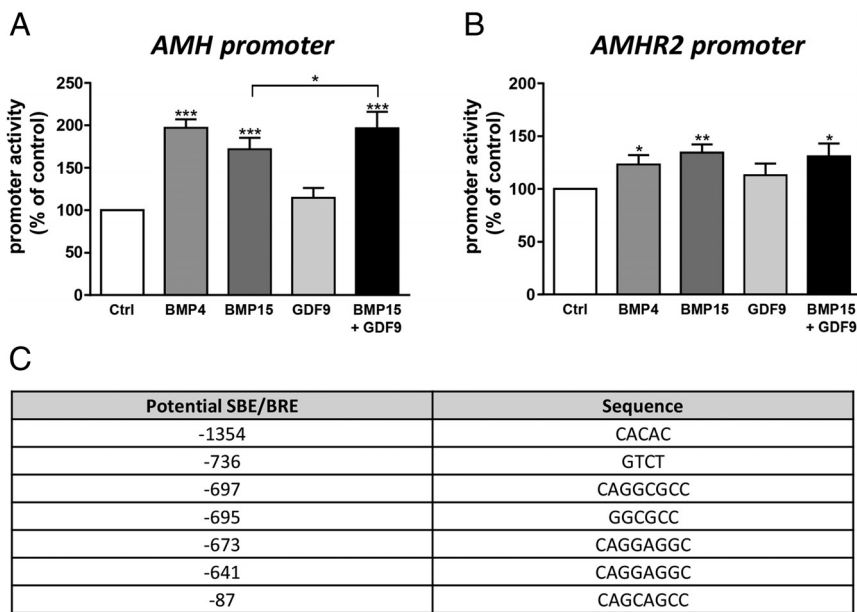 A
AMH promoter
promoter activity
(% of control)
250
200
150
100
50
0
***
***
*
***
Ctrl
BMP4
BMP15
GDF9
BMP15
+ GDF9
B
AMHR2 promoter
promoter activity
(% of control)
200
150
100
50
0
*
**
*
Ctrl
BMP4
BMP15
GDF9
BMP15
+ GDF9
C
Potential SBE/BRE Sequence
-1354 CACAC
-736 GTCT
-697 CAGGCGCC
-695 GGCGCC
-673 CAGGAGGC
-641 CAGGAGGC
-87 CAGCAGCC